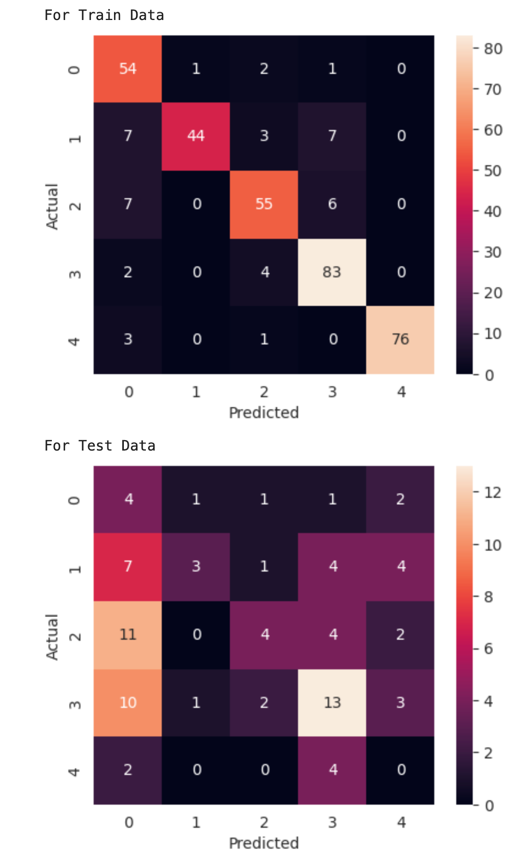 For Train Data
0 54 1 2 1 0
1 7 44 3 7 0
2 7 0 55 6 0
3 2 0 4 83 0
4 3 0 1 0 76
0 1 2 3 4
Actual
Predicted
80
70
60
50
40
30
20
10
0
For Test Data
0 4 1 1 1 2
1 7 3 1 4 4
2 11 0 4 4 2
3 10 1 2 13 3
4 2 0 0 4 0
0 1 2 3 4
Actual
Predicted
12
10
8
6
4
2
0